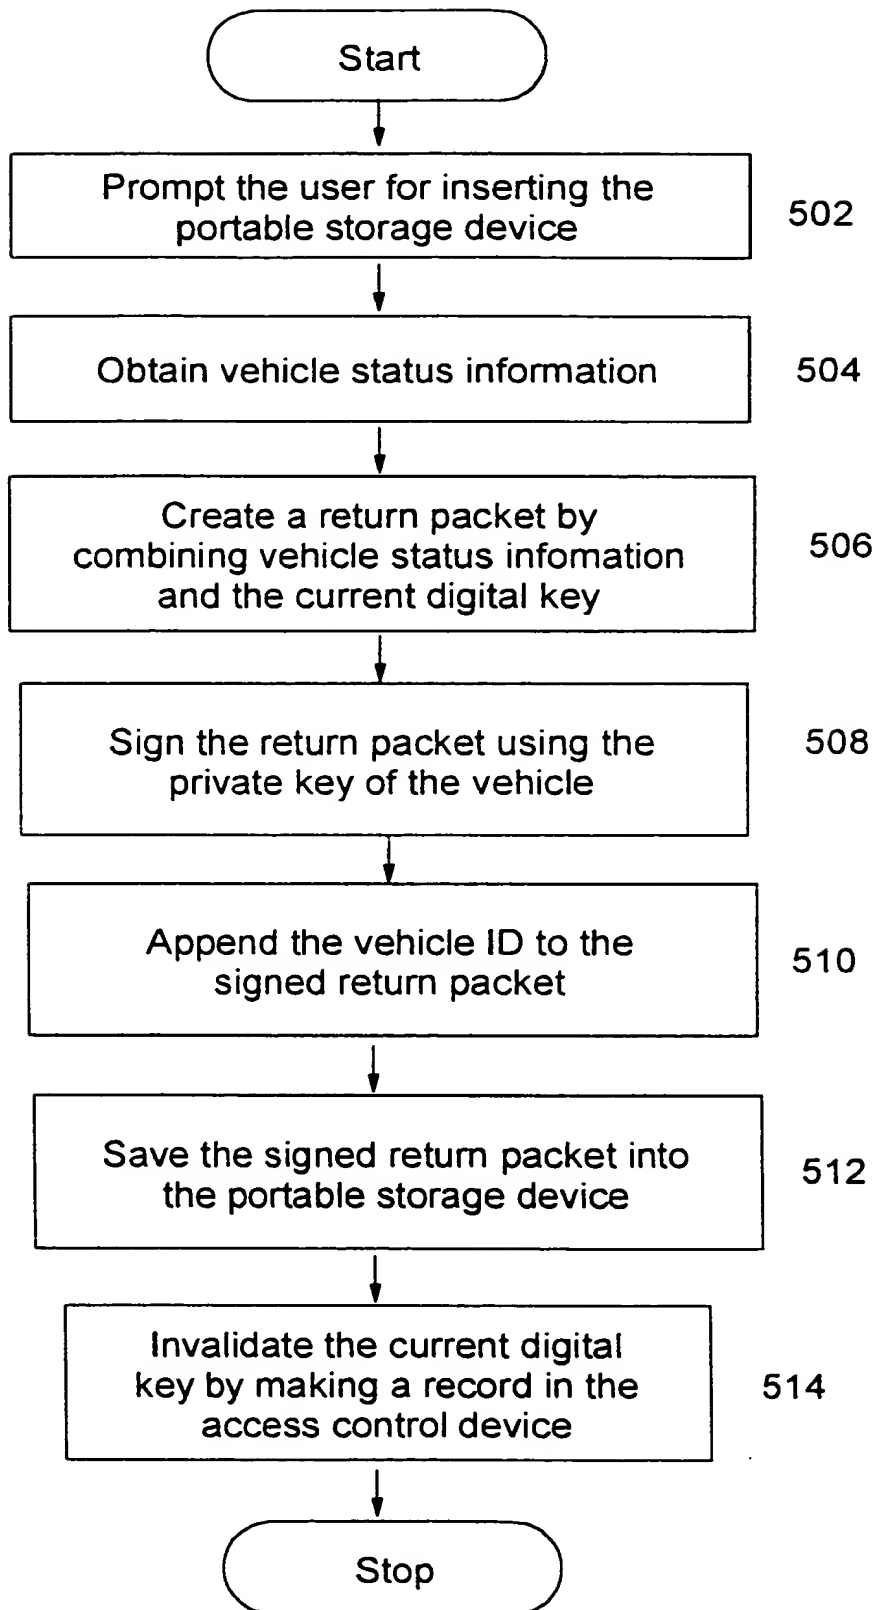 Start
Prompt the user for inserting the
portable storage device
502
Obtain vehicle status information
504
Create a return packet by
combining vehicle status infomation
and the current digital key
506
Sign the return packet using the
private key of the vehicle
508
Append the vehicle ID to the
signed return packet
510
Save the signed return packet into
the portable storage device
512
Invalidate the current digital
key by making a record in the
access control device
514
Stop